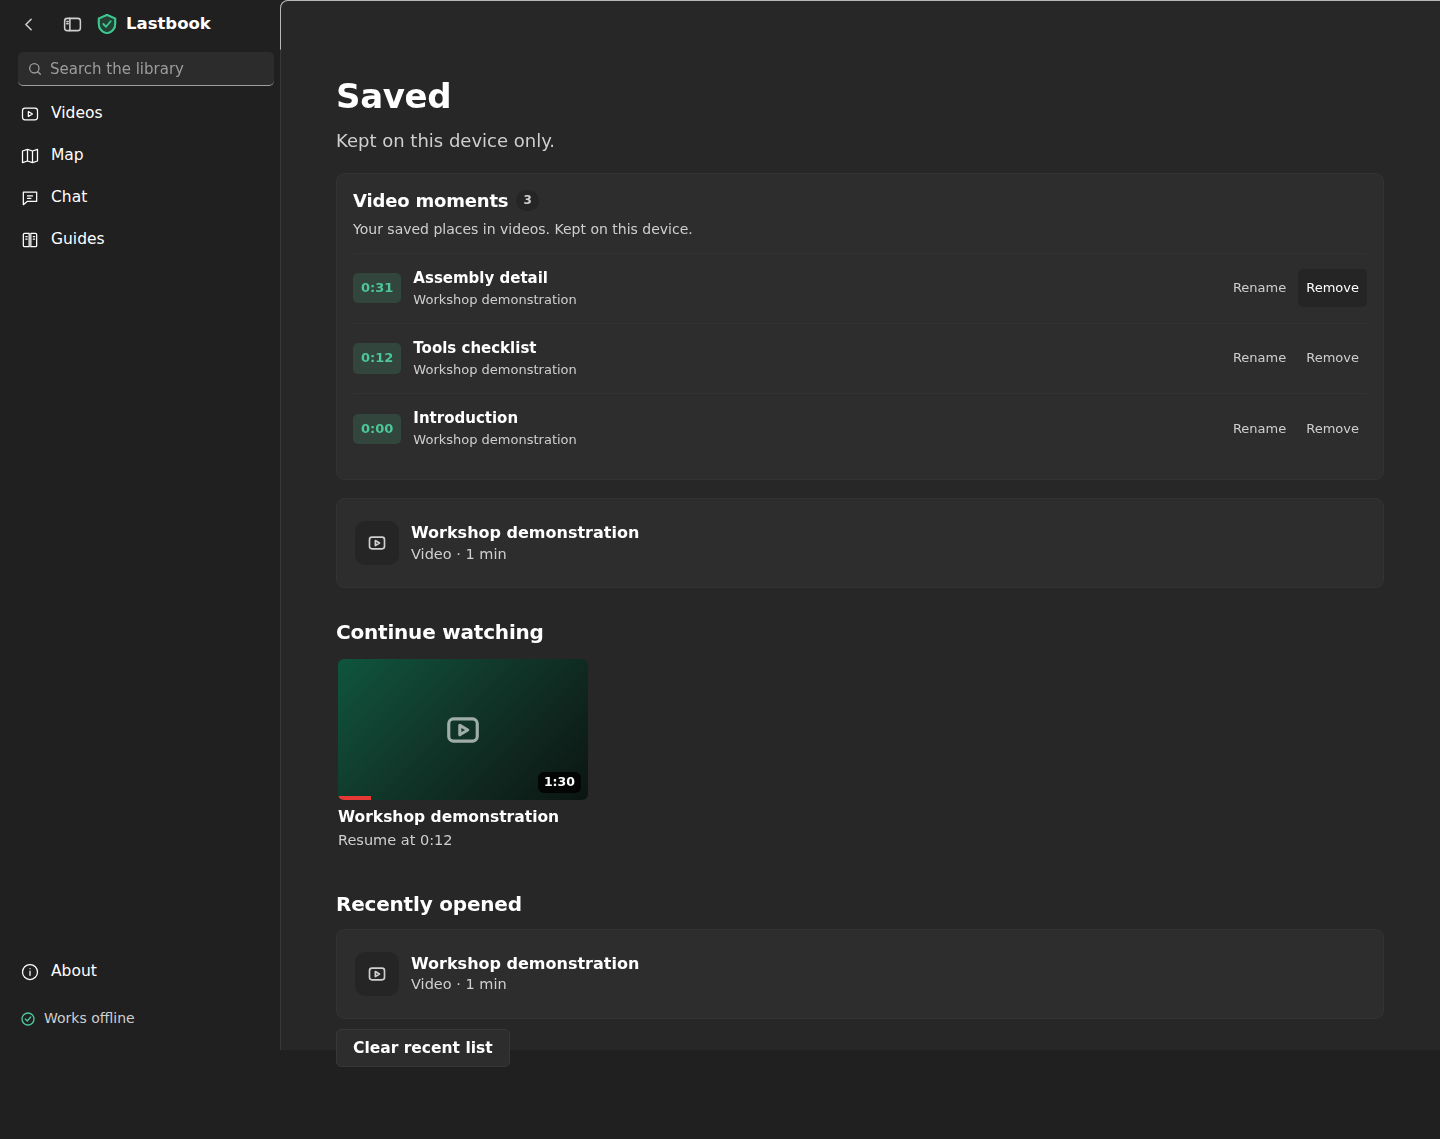 Lastbook
Search the library
Videos
Map
Chat
Guides
About
Works offline
Saved
Kept on this device only.
Video moments 3
Your saved places in videos. Kept on this device.
0:31 Assembly detail Rename Remove
Workshop demonstration
0:12 Tools checklist Rename Remove
Workshop demonstration
0:00 Introduction Rename Remove
Workshop demonstration
Workshop demonstration
Video · 1 min
Continue watching
1:30
Workshop demonstration
Resume at 0:12
Recently opened
Workshop demonstration
Video · 1 min
Clear recent list